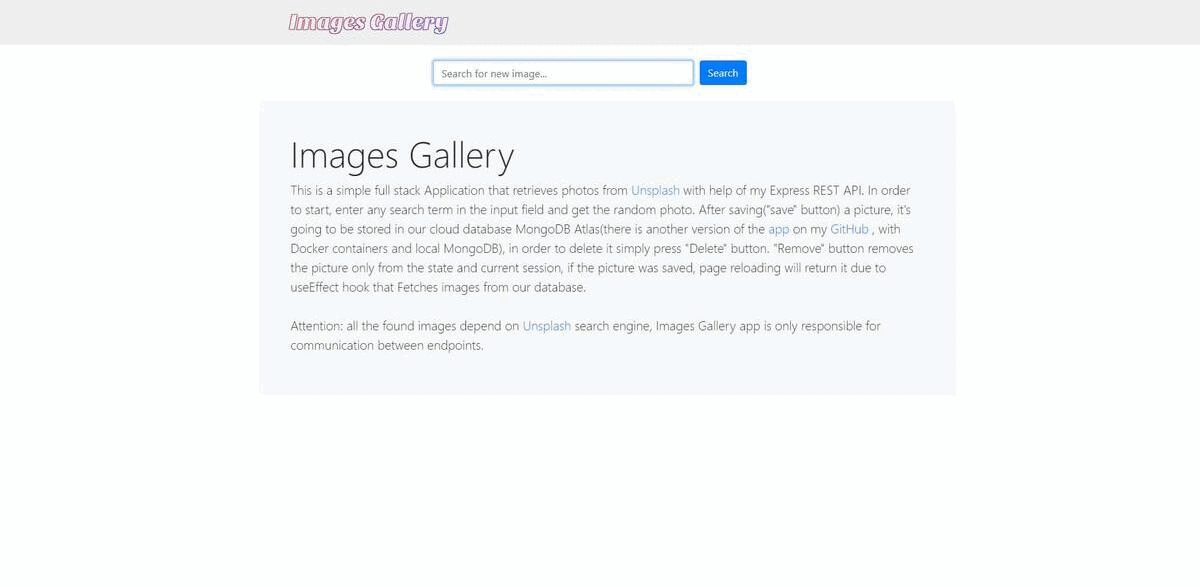 Images Gallery
Search for new image...
Search
Images Gallery
This is a simple full stack Application that retrieves photos from Unsplash with help of my Express REST API. In order
to start, enter any search term in the input field and get the random photo. After saving("save" button) a picture, it's
going to be stored in our cloud database MongoDB Atlas(there is another version of the app on my GitHub , with
Docker containers and local MongoDB), in order to delete it simply press "Delete" button. "Remove" button removes
the picture only from the state and current session, if the picture was saved, page reloading will return it due to
useEffect hook that Fetches images from our database.
Attention: all the found images depend on Unsplash search engine, Images Gallery app is only responsible for
communication between endpoints.